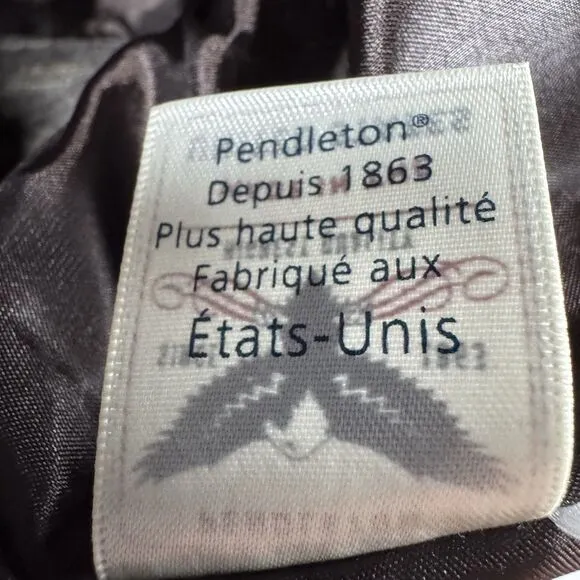 Pendleton®
Depuis 1863
Plus haute qualité
Fabriqué aux
États-Unis